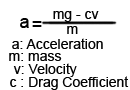 a = mg - cv
m
a: Acceleration
m: mass
v: Velocity
c : Drag Coefficient